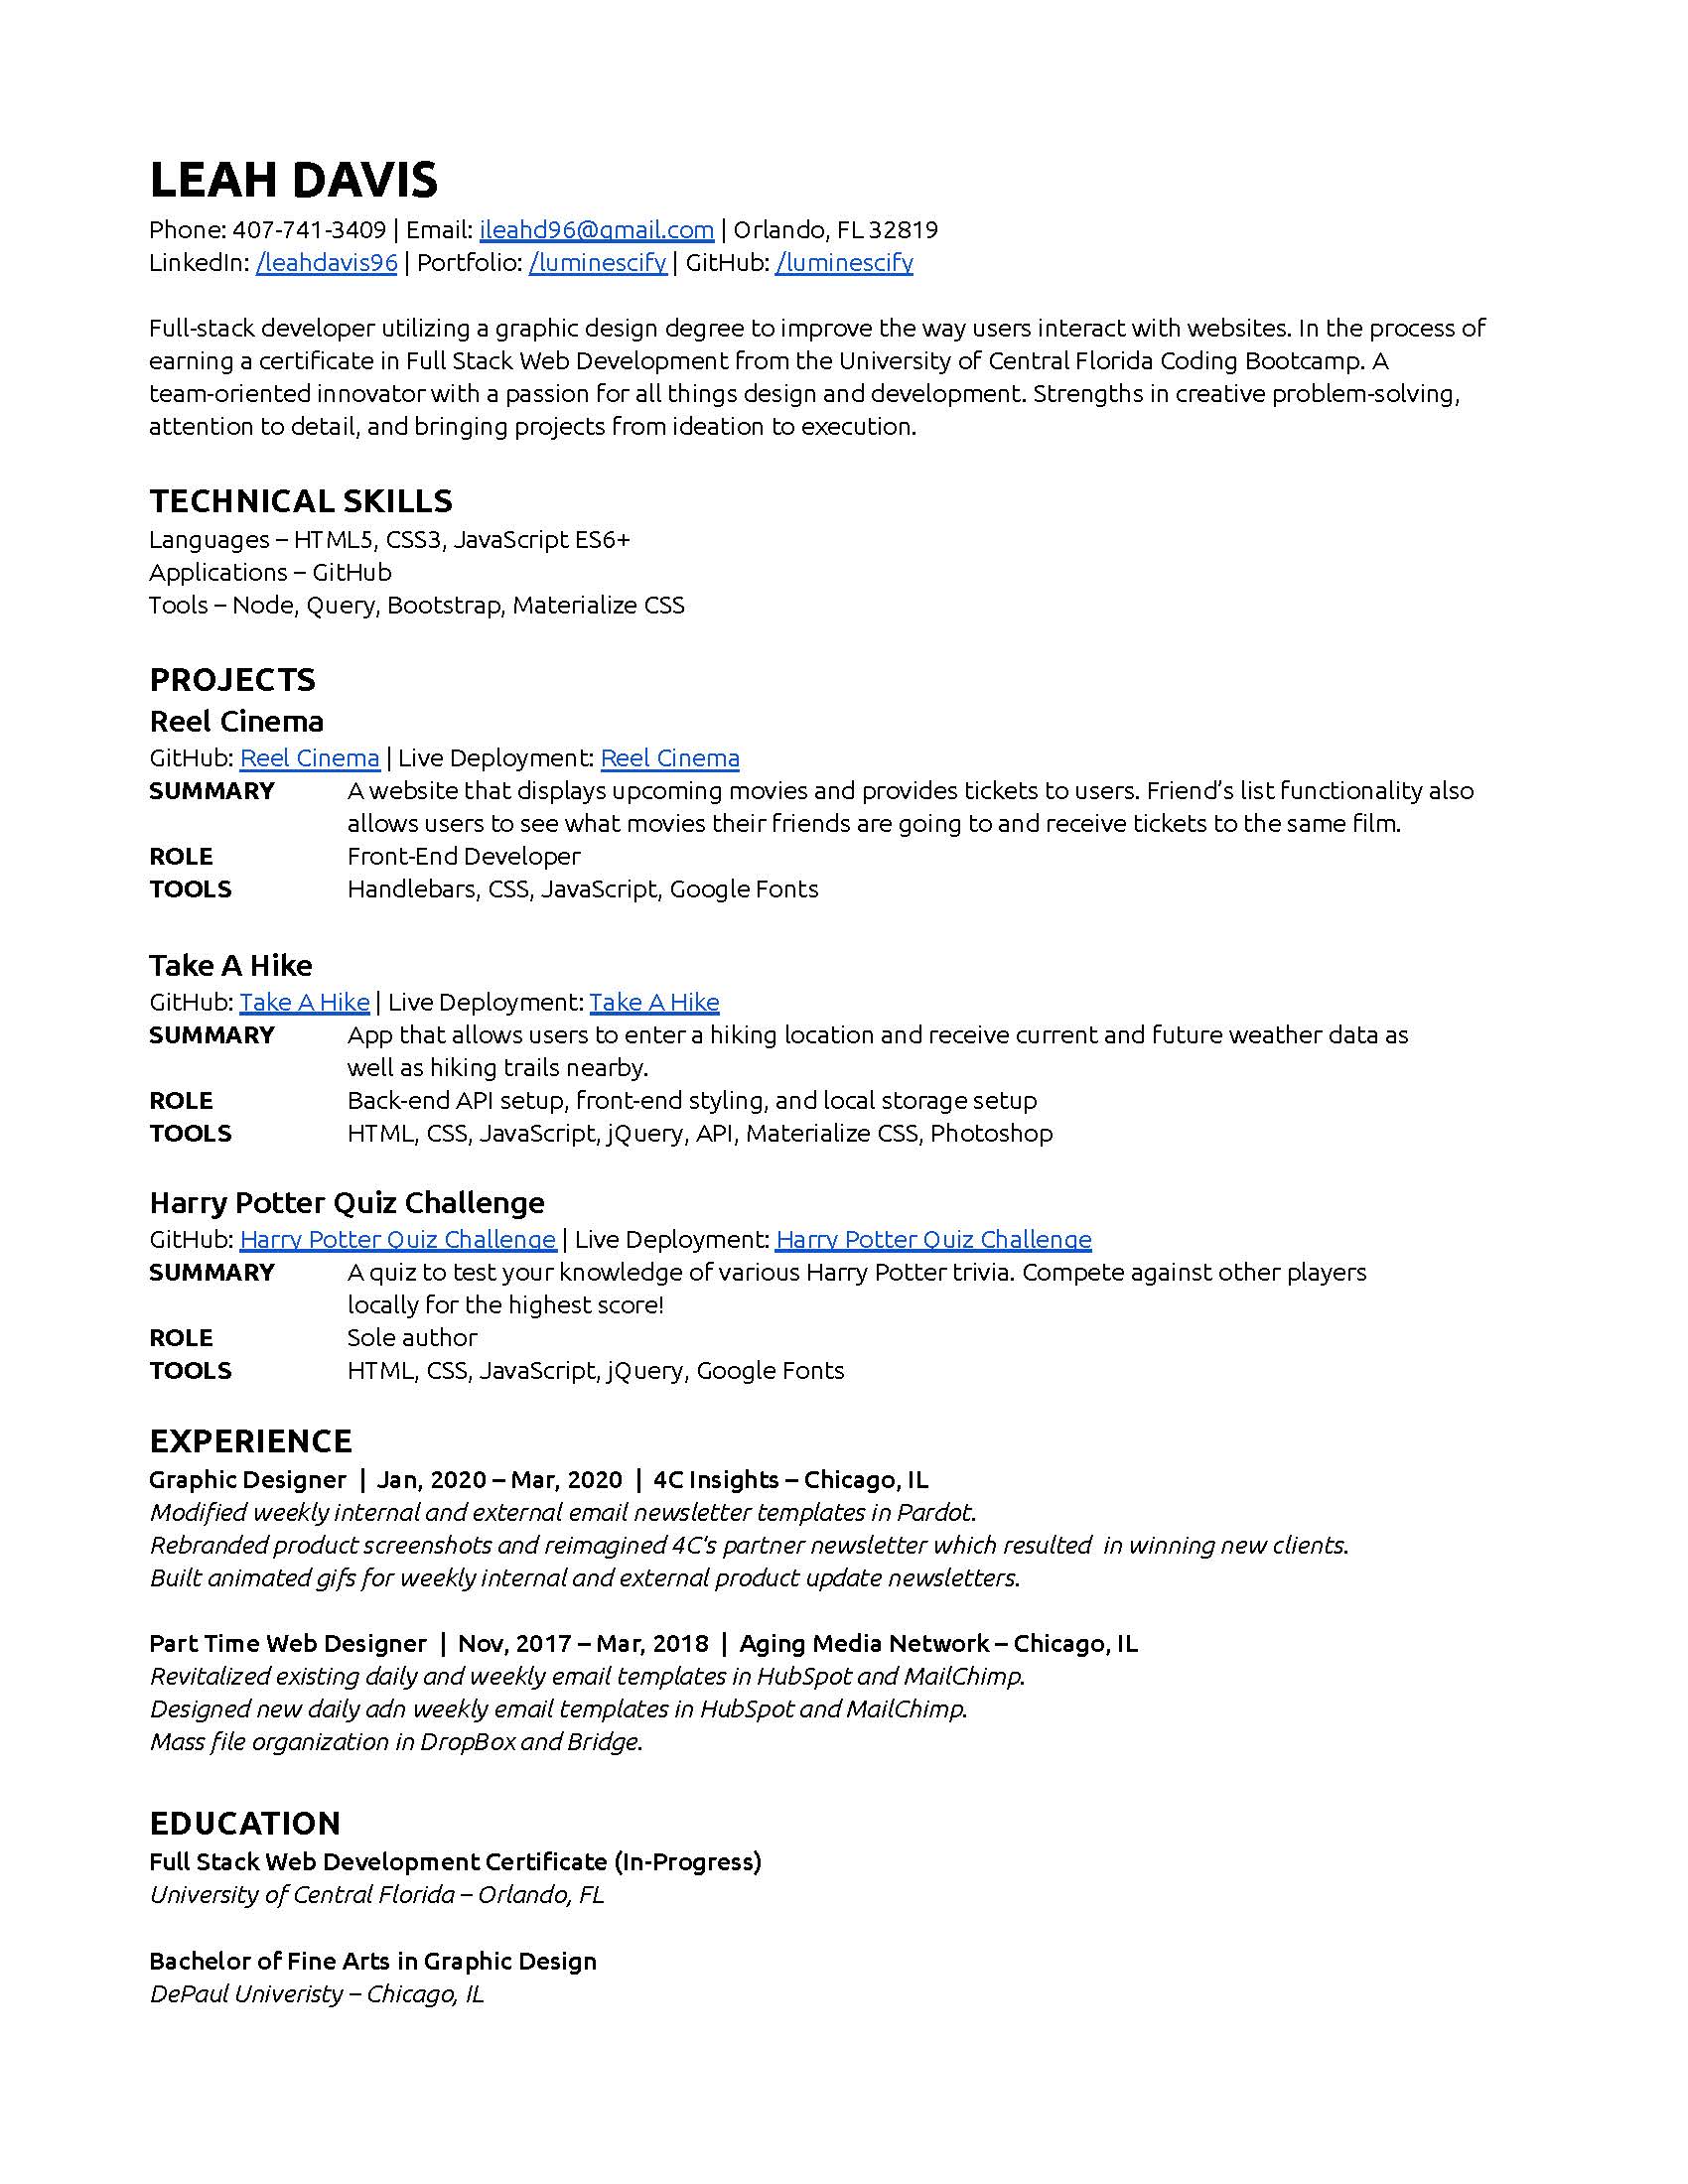 LEAH DAVIS
Phone: 407-741-3409 | Email: ileahd96@gmail.com | Orlando, FL 32819
LinkedIn: /leahdavis96 | Portfolio: /luminescify | GitHub: /luminescify
Full-stack developer utilizing a graphic design degree to improve the way users interact with websites. In the process of
earning a certificate in Full Stack Web Development from the University of Central Florida Coding Bootcamp. A
team-oriented innovator with a passion for all things design and development. Strengths in creative problem-solving,
attention to detail, and bringing projects from ideation to execution.
TECHNICAL SKILLS
Languages – HTML5, CSS3, JavaScript ES6+
Applications – GitHub
Tools – Node, Query, Bootstrap, Materialize CSS
PROJECTS
Reel Cinema
GitHub: Reel Cinema | Live Deployment: Reel Cinema
SUMMARY A website that displays upcoming movies and provides tickets to users. Friend’s list functionality also
allows users to see what movies their friends are going to and receive tickets to the same film.
ROLE Front-End Developer
TOOLS Handlebars, CSS, JavaScript, Google Fonts
Take A Hike
GitHub: Take A Hike | Live Deployment: Take A Hike
SUMMARY App that allows users to enter a hiking location and receive current and future weather data as
well as hiking trails nearby.
ROLE Back-end API setup, front-end styling, and local storage setup
TOOLS HTML, CSS, JavaScript, jQuery, API, Materialize CSS, Photoshop
Harry Potter Quiz Challenge
GitHub: Harry Potter Quiz Challenge | Live Deployment: Harry Potter Quiz Challenge
SUMMARY A quiz to test your knowledge of various Harry Potter trivia. Compete against other players
locally for the highest score!
ROLE Sole author
TOOLS HTML, CSS, JavaScript, jQuery, Google Fonts
EXPERIENCE
Graphic Designer | Jan, 2020 – Mar, 2020 | 4C Insights – Chicago, IL
Modified weekly internal and external email newsletter templates in Pardot.
Rebranded product screenshots and reimagined 4C's partner newsletter which resulted in winning new clients.
Built animated gifs for weekly internal and external product update newsletters.
Part Time Web Designer | Nov, 2017 – Mar, 2018 | Aging Media Network – Chicago, IL
Revitalized existing daily and weekly email templates in HubSpot and MailChimp.
Designed new daily adn weekly email templates in HubSpot and MailChimp.
Mass file organization in DropBox and Bridge.
EDUCATION
Full Stack Web Development Certificate (In-Progress)
University of Central Florida – Orlando, FL
Bachelor of Fine Arts in Graphic Design
DePaul Univeristy – Chicago, IL